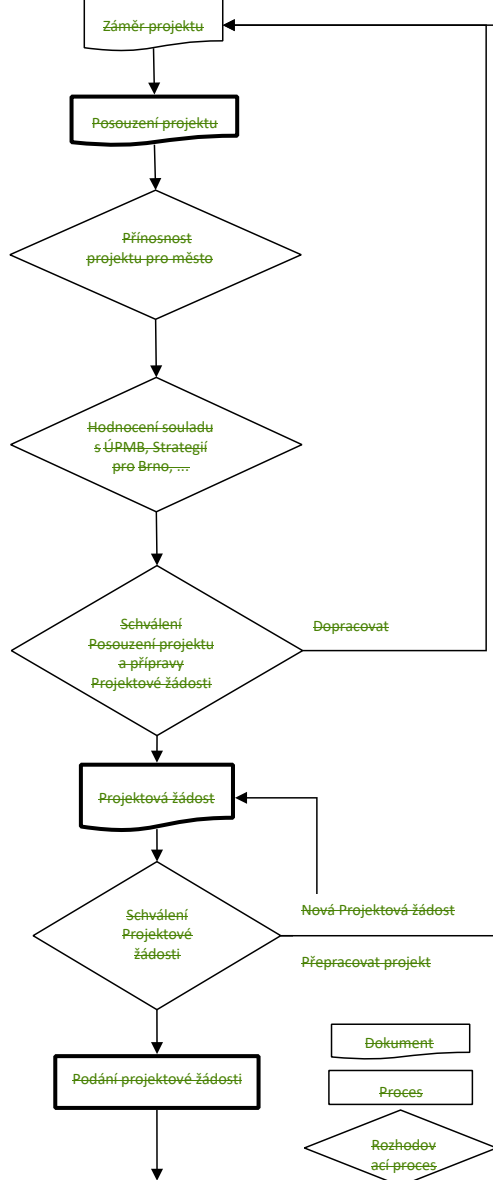 Záměr projektu
Posouzení projektu
Přínosnost
projektu pro město
Hodnocení souladu
s ÚPMB, Strategií
pro Brno, ...
Schválení
Posouzení projektu
a přípravy
Projektové žádosti
Dopracovat
Projektová žádost
Schválení
Projektové
žádosti
Nová Projektová žádost
Přepracovat projekt
Podání projektové žádosti
Dokument
Proces
Rozhodov
ací proces